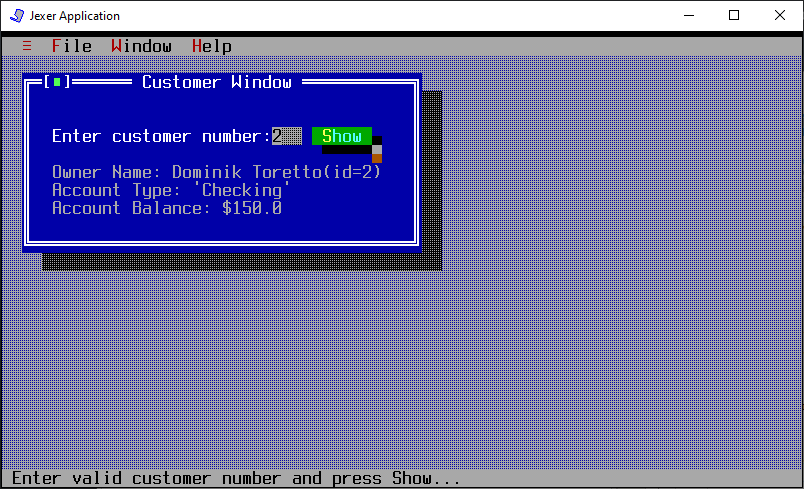 Jexer Application
≡ File Window Help
[■] Customer Window
Enter customer number:2 Show
Owner Name: Dominik Toretto(id=2)
Account Type: 'Checking'
Account Balance: $150.0
Enter valid customer number and press Show...